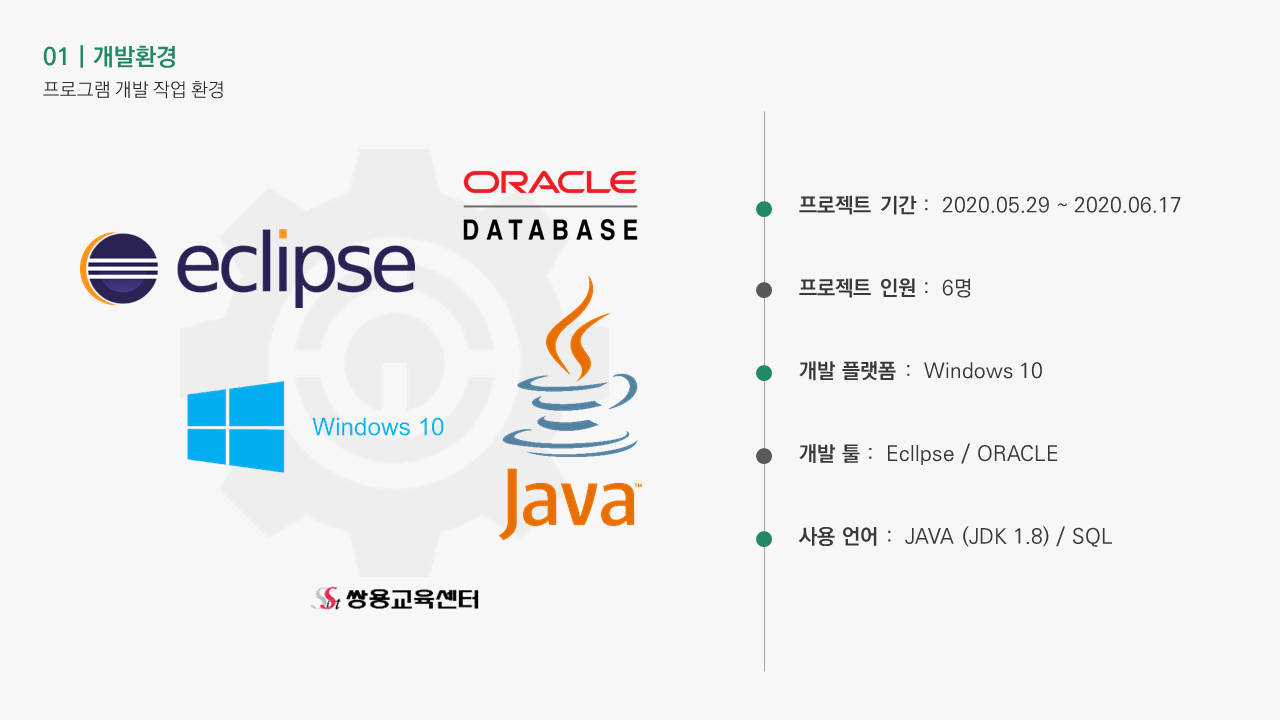 01 | 개발환경
프로그램 개발 작업 환경
ORACLE
DATABASE
eclipse
Windows 10
Java™
Sist 쌍용교육센터
프로젝트 기간 : 2020.05.29 ~ 2020.06.17
프로젝트 인원 : 6명
개발 플랫폼 : Windows 10
개발 툴 : Ecllpse / ORACLE
사용 언어 : JAVA (JDK 1.8) / SQL